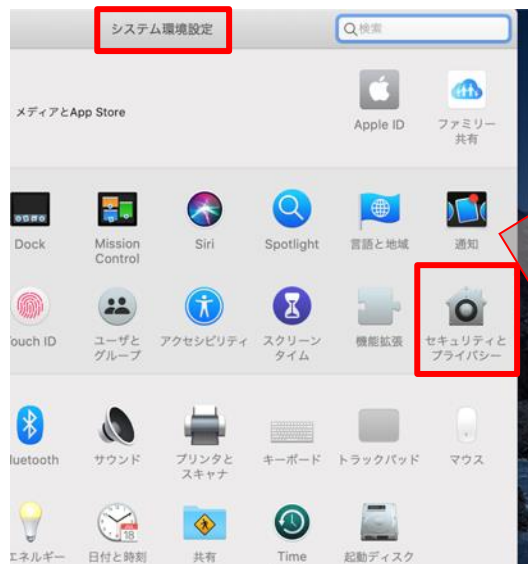 システム環境設定
検索
メディアとApp Store
Apple ID
ファミリー
共有
Dock
Mission
Control
Siri
Spotlight
言語と地域
通知
ouch ID
ユーザと
グループ
アクセシビリティ
スクリーン
タイム
機能拡張
セキュリティと
プライバシー
luetooth
サウンド
プリンタと
スキャナ
キーボード
トラックパッド
マウス
エネルギー
18
日付と時刻
共有
Time
起動ディスク